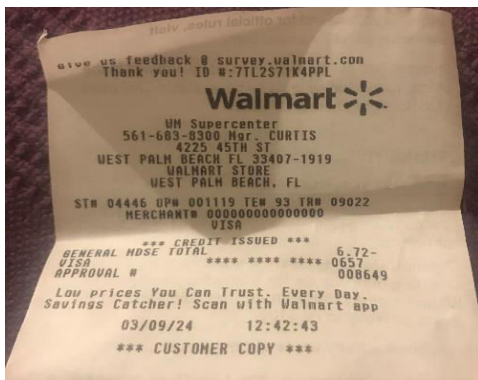 Give us feedback @ survey.walmart.com
Thank you! ID #:7TL2S71K4PPL
Walmart
WM Supercenter
561-683-8300 Mgr. CURTIS
4225 45TH ST
WEST PALM BEACH FL 33407-1919
WALMART STORE
WEST PALM BEACH, FL
ST# 04446 OP# 001119 TE# 93 TR# 09022
MERCHANT# 000000000000000
VISA
*** CREDIT ISSUED ***
GENERAL MDSE TOTAL 6.72-
VISA **** **** **** 0657
APPROVAL # 008649
Low prices You Can Trust. Every Day.
Savings Catcher! Scan with Walmart app
03/09/24 12:42:43
*** CUSTOMER COPY ***